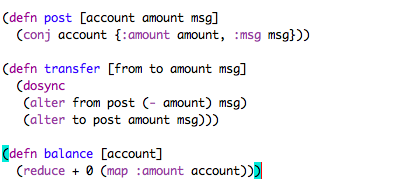 (defn post [account amount msg]
  (conj account {:amount amount, :msg msg}))

(defn transfer [from to amount msg]
  (dosync
   (alter from post (- amount) msg)
   (alter to post amount msg)))

(defn balance [account]
  (reduce + 0 (map :amount account)))